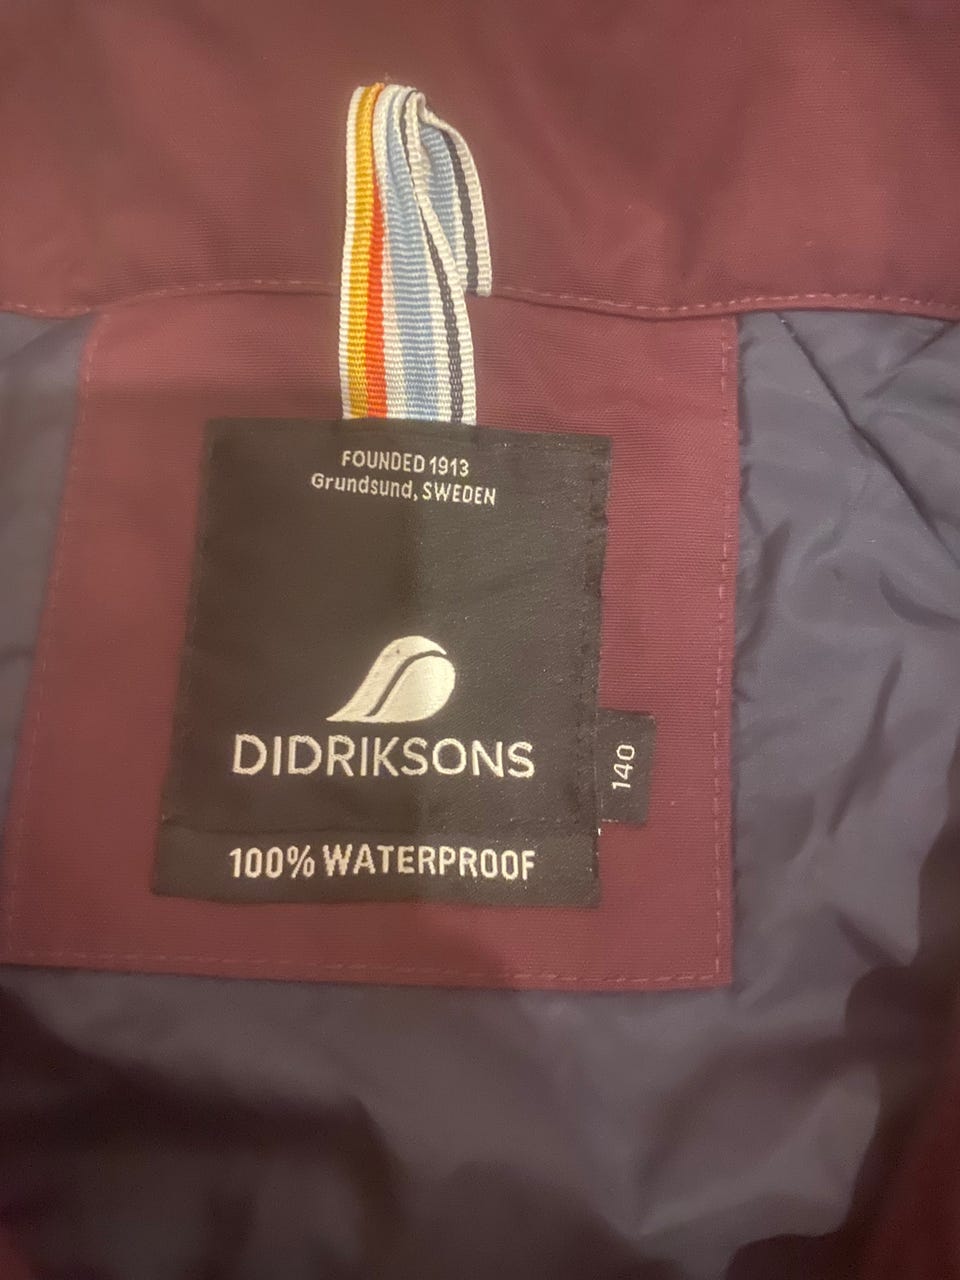 FOUNDED 1913
Grundsund, SWEDEN
DIDRIKSONS
140
100% WATERPROOF